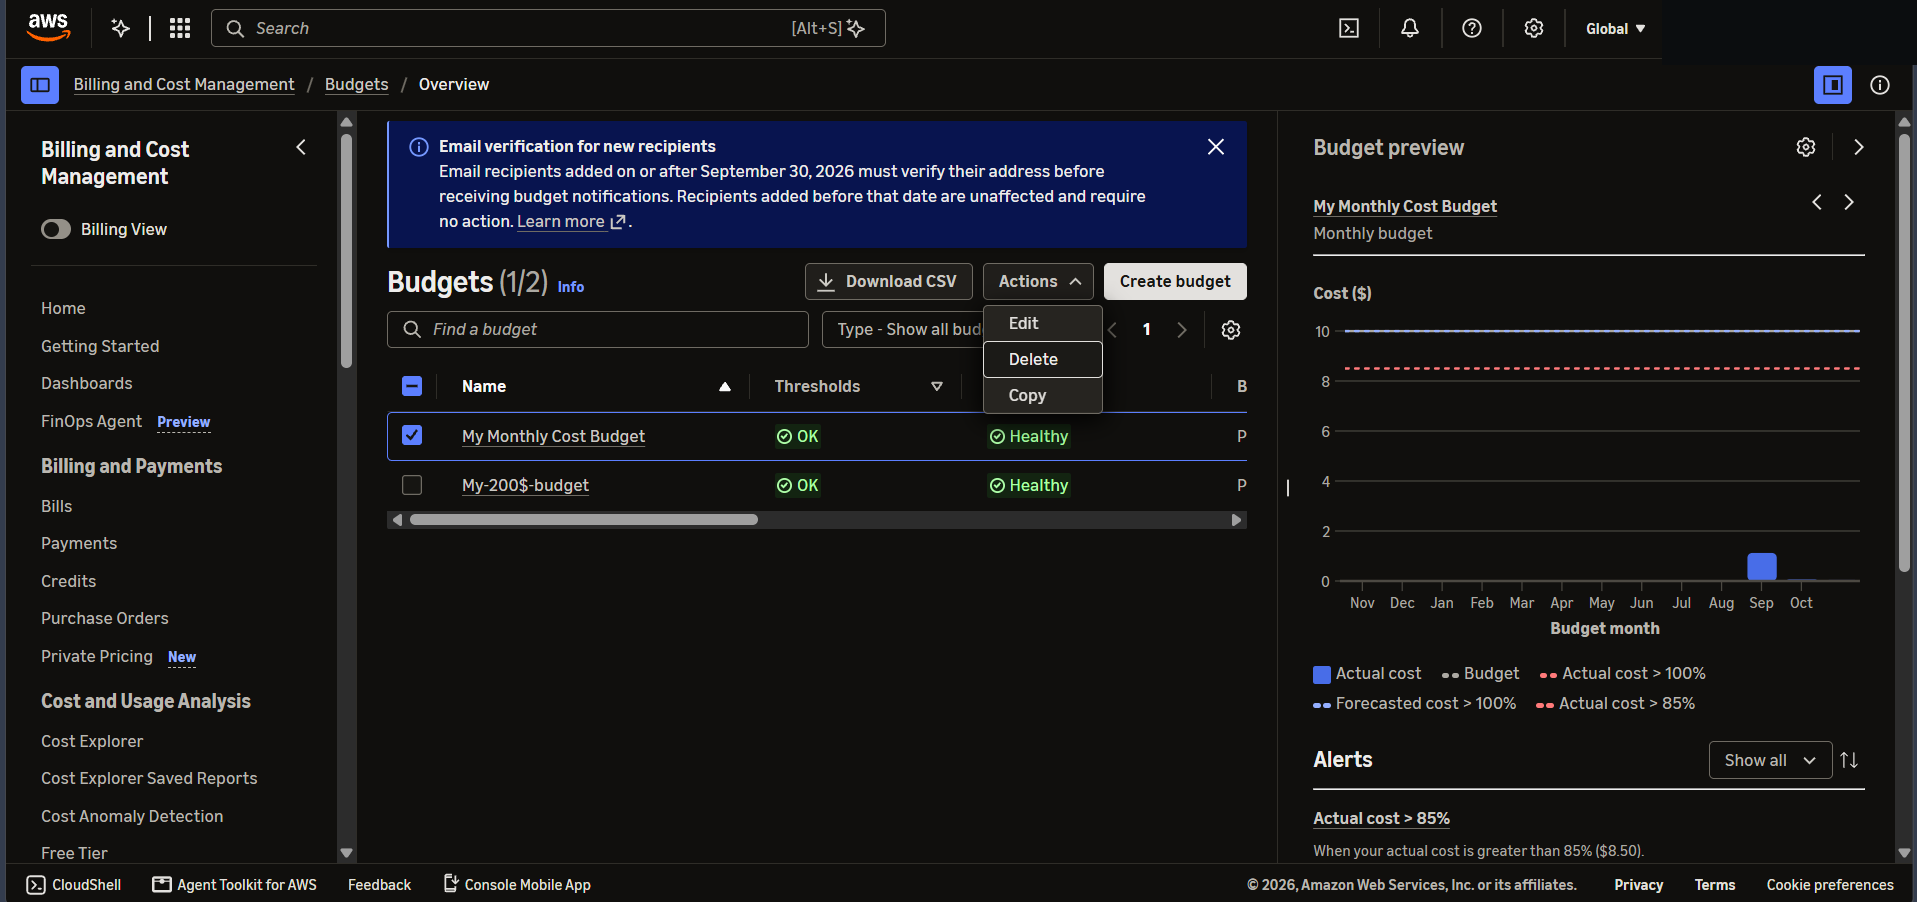 aws
Search [Alt+S]
Global
Billing and Cost Management / Budgets / Overview
Billing and Cost
Management
Billing View
Home
Getting Started
Dashboards
FinOps Agent Preview
Billing and Payments
Bills
Payments
Credits
Purchase Orders
Private Pricing New
Cost and Usage Analysis
Cost Explorer
Cost Explorer Saved Reports
Cost Anomaly Detection
Free Tier
Email verification for new recipients
Email recipients added on or after September 30, 2026 must verify their address before
receiving budget notifications. Recipients added before that date are unaffected and require
no action. Learn more .
Budgets (1/2) Info
Download CSV
Actions
Create budget
Find a budget
Type - Show all bud
1
Edit
Delete
Copy
Name Thresholds B
My Monthly Cost Budget OK Healthy P
My-200$-budget OK Healthy P
Budget preview
My Monthly Cost Budget
Monthly budget
Cost ($)
10
8
6
4
2
0
Nov Dec Jan Feb Mar Apr May Jun Jul Aug Sep Oct
Budget month
Actual cost Budget Actual cost > 100%
Forecasted cost > 100% Actual cost > 85%
Alerts
Show all
Actual cost > 85%
When your actual cost is greater than 85% ($8.50).
CloudShell Agent Toolkit for AWS Feedback Console Mobile App
© 2026, Amazon Web Services, Inc. or its affiliates. Privacy Terms Cookie preferences